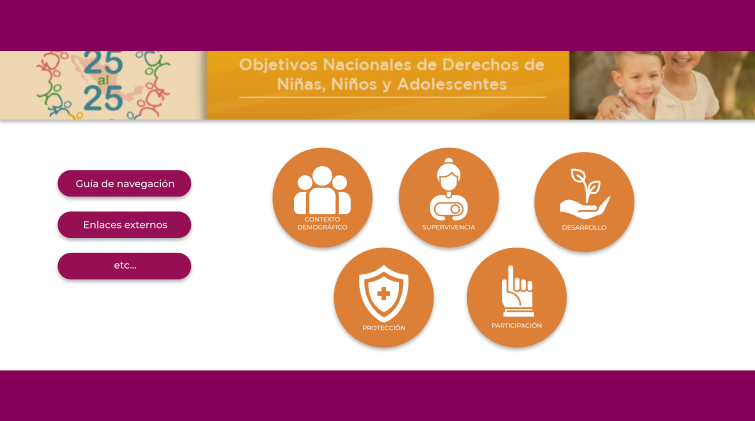 25
al
25
Objetivos Nacionales de Derechos de
Niñas, Niños y Adolescentes
Guía de navegación
Enlaces externos
etc...
CONTEXTO
DEMOGRÁFICO
SUPERVIVENCIA
DESARROLLO
PROTECCIÓN
PARTICIPACIÓN